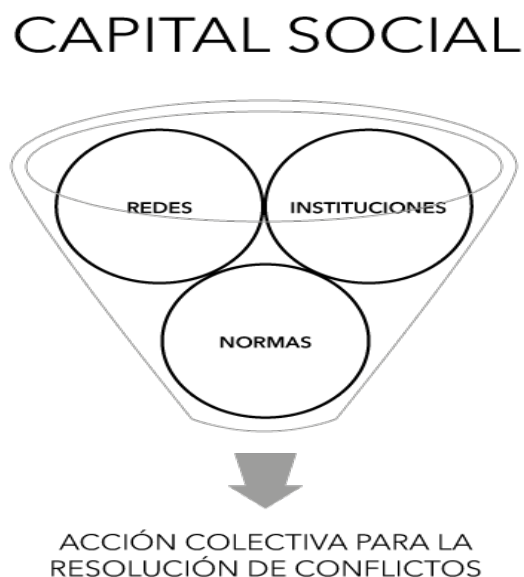 CAPITAL SOCIAL
REDES
INSTITUCIONES
NORMAS
ACCIÓN COLECTIVA PARA LA
RESOLUCIÓN DE CONFLICTOS